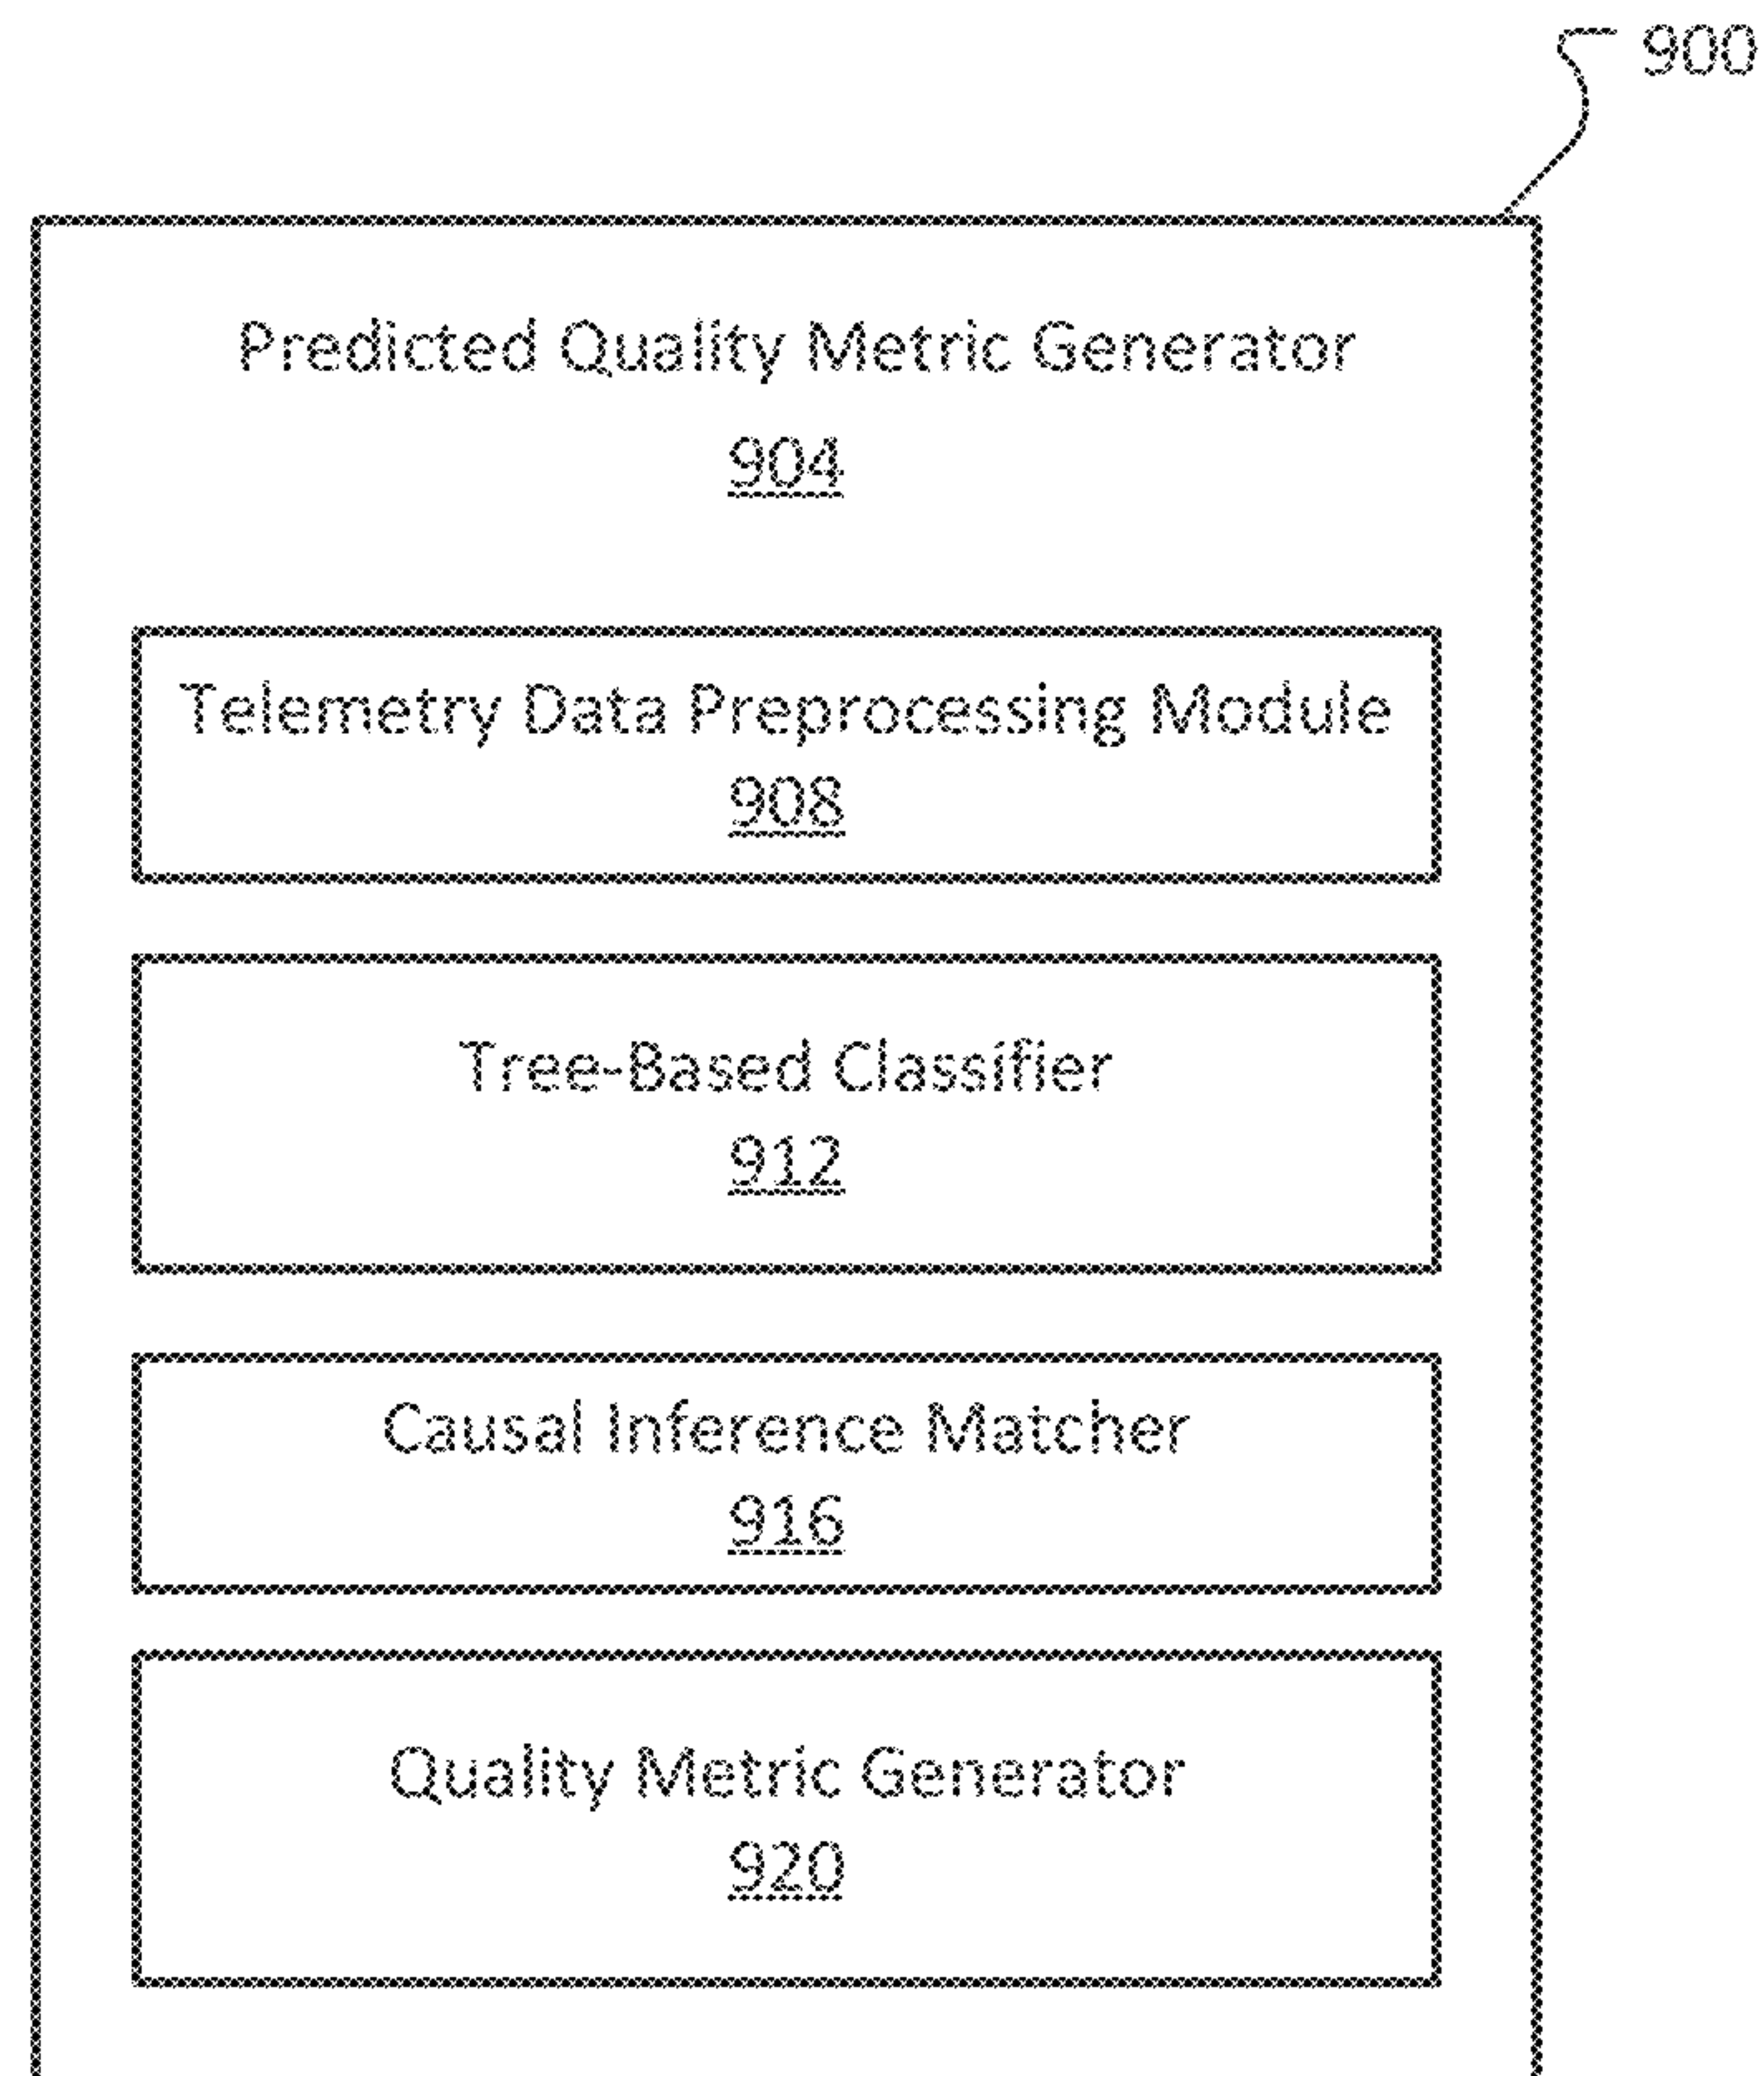 900
Predicted Quality Metric Generator
904
Telemetry Data Preprocessing Module
908
Tree-Based Classifier
912
Causal Inference Matcher
916
Quality Metric Generator
920